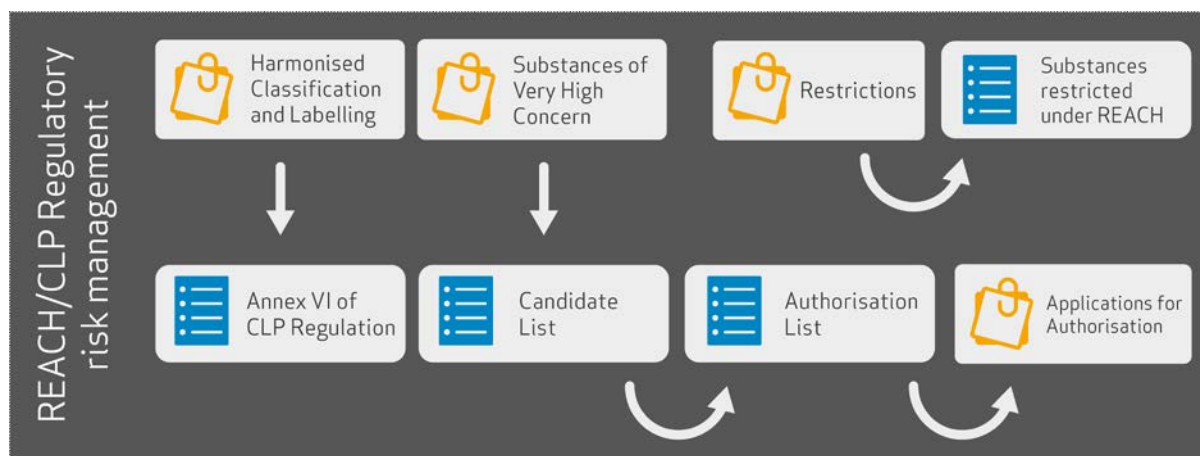 REACH/CLP Regulatory
risk management
Harmonised
Classification
and Labelling
Substances of
Very High
Concern
Restrictions
Substances
restricted
under REACH
Annex VI of
CLP Regulation
Candidate
List
Authorisation
List
Applications for
Authorisation